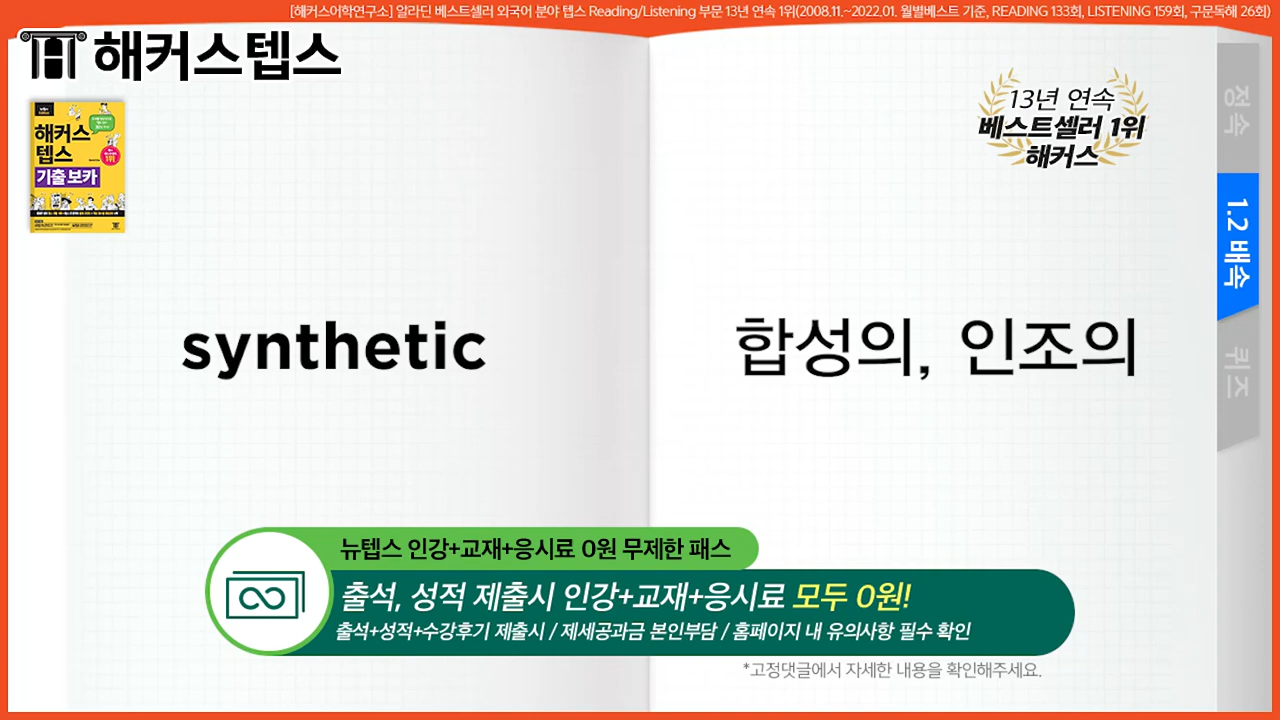 [해커스어학연구소] 알라딘 베스트셀러 외국어 분야 텝스 Reading/Listening 부문 13년 연속 1위(2008.11.~2022.01. 월별베스트 기준, READING 133회, LISTENING 159회, 구문독해 26회)
해커스텝스
해커스
텝스
기출 보카
13년 연속
베스트셀러 1위
해커스
정속
1.2 배속
퀴즈
synthetic
합성의, 인조의
뉴텝스 인강+교재+응시료 0원 무제한 패스
출석, 성적 제출시 인강+교재+응시료 모두 0원!
출석+성적+수강후기 제출시 / 제세공과금 본인부담 / 홈페이지 내 유의사항 필수 확인
*고정댓글에서 자세한 내용을 확인해주세요.